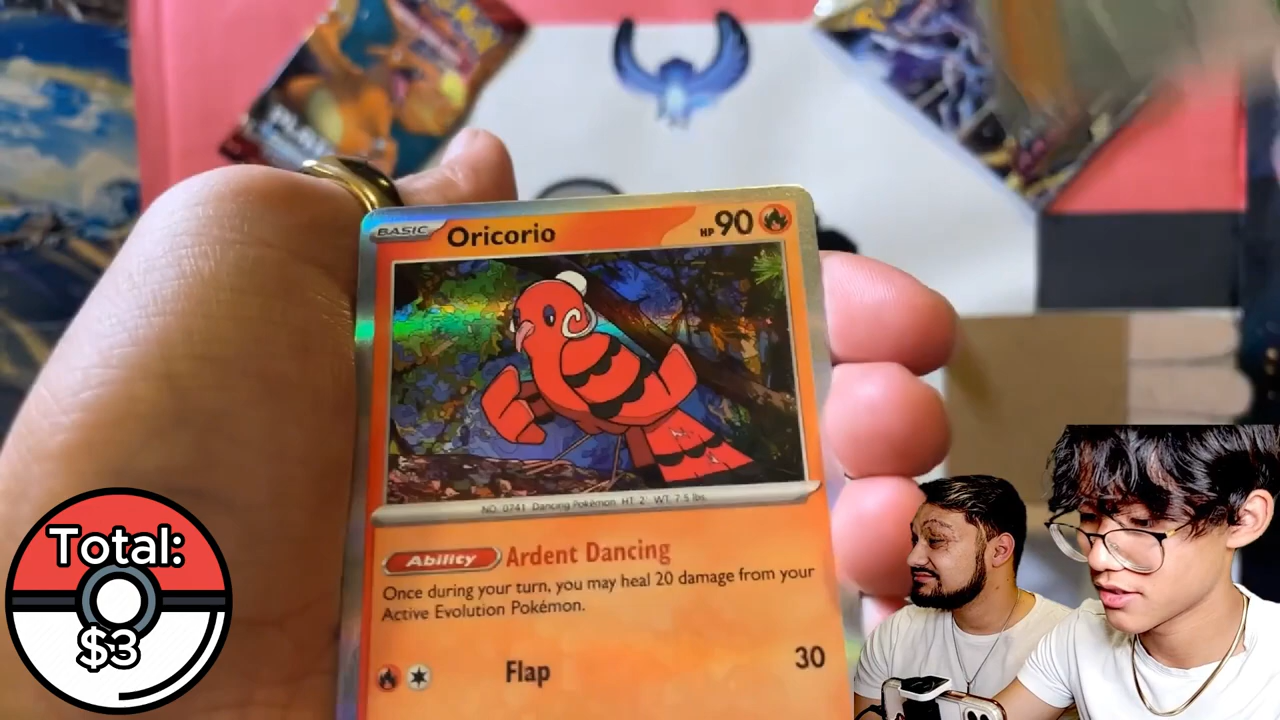 BASIC Oricorio HP 90
NO. 0741 Dancing Pokémon HT. 2' WT. 7.5 lbs.
Ability Ardent Dancing
Once during your turn, you may heal 20 damage from your
Active Evolution Pokémon.
Flap 30
Total:
$3